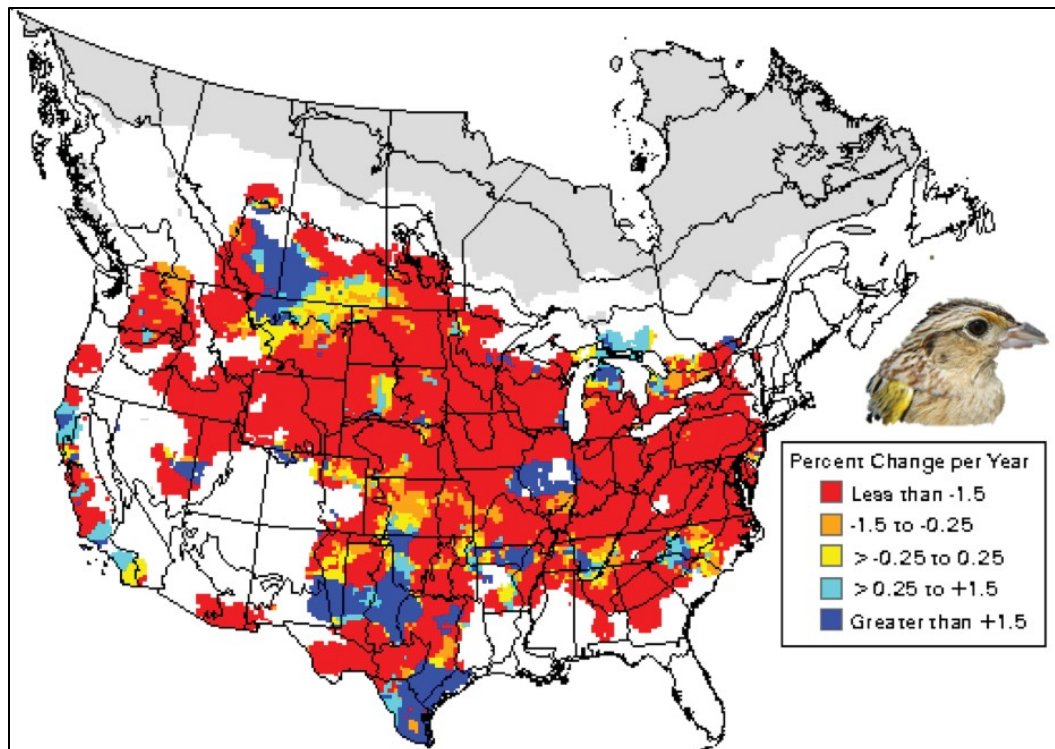 Percent Change per Year
Less than -1.5
-1.5 to -0.25
> -0.25 to 0.25
> 0.25 to +1.5
Greater than +1.5